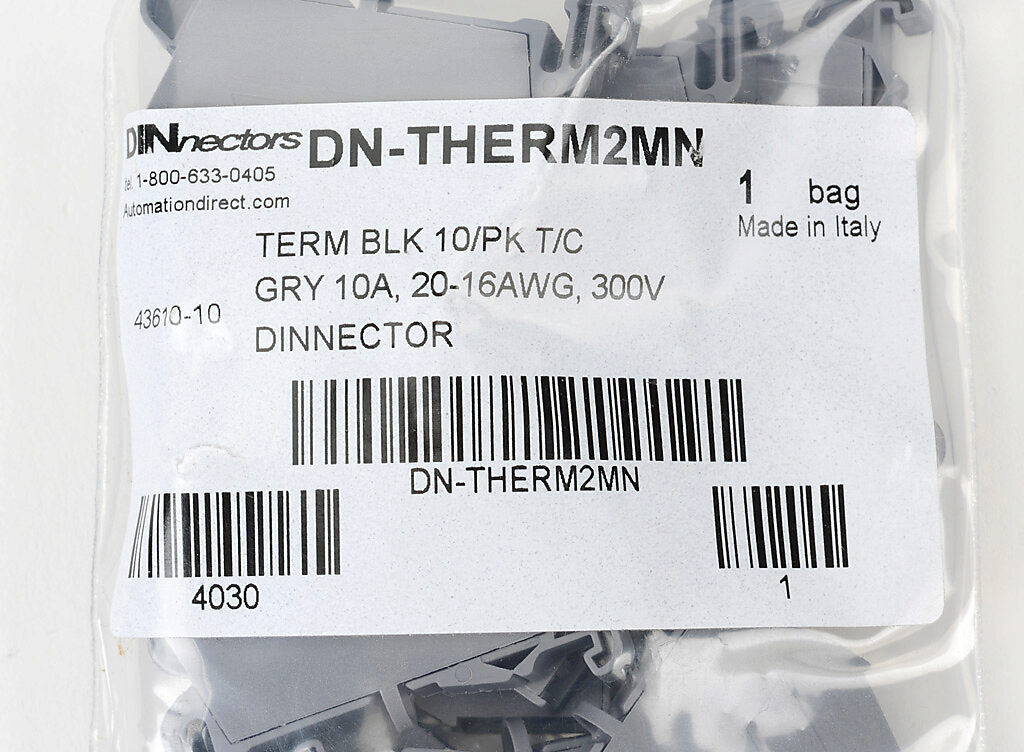 DINnectors DN-THERM2MN
tel. 1-800-633-0405
Automationdirect.com
1 bag
Made in Italy
TERM BLK 10/PK T/C
GRY 10A, 20-16AWG, 300V
43610-10
DINNECTOR
DN-THERM2MN
4030
1